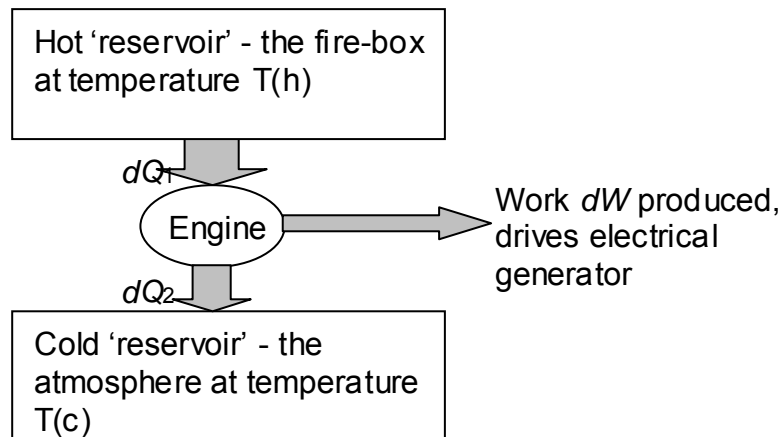 Hot ‘reservoir’ - the fire-box
at temperature T(h)
dQ1
Engine
Work dW produced,
drives electrical
generator
dQ2
Cold ‘reservoir’ - the
atmosphere at temperature
T(c)